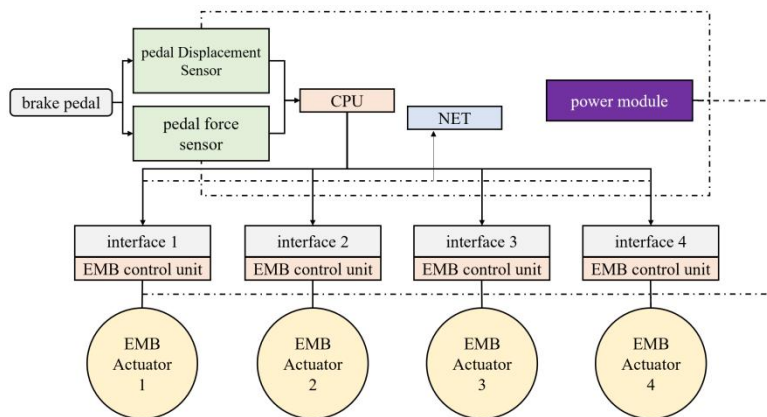 pedal Displacement
Sensor
brake pedal
CPU
power module
NET
pedal force
sensor
interface 1
interface 2
interface 3
interface 4
EMB control unit
EMB control unit
EMB control unit
EMB control unit
EMB
Actuator
1
EMB
Actuator
2
EMB
Actuator
3
EMB
Actuator
4